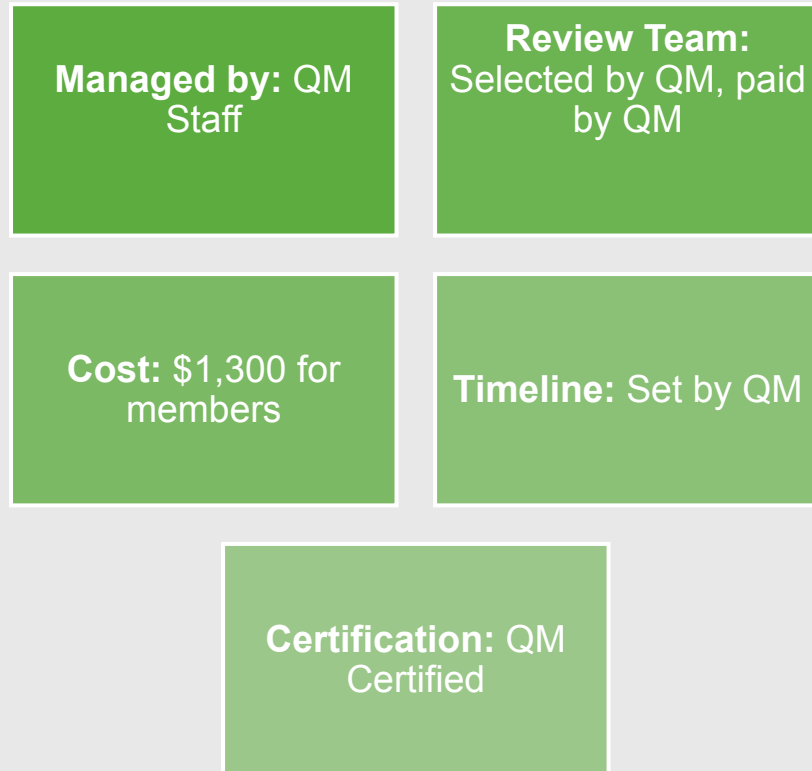 Managed by: QM
Staff
Review Team:
Selected by QM, paid
by QM
Cost: $1,300 for
members
Timeline: Set by QM
Certification: QM
Certified